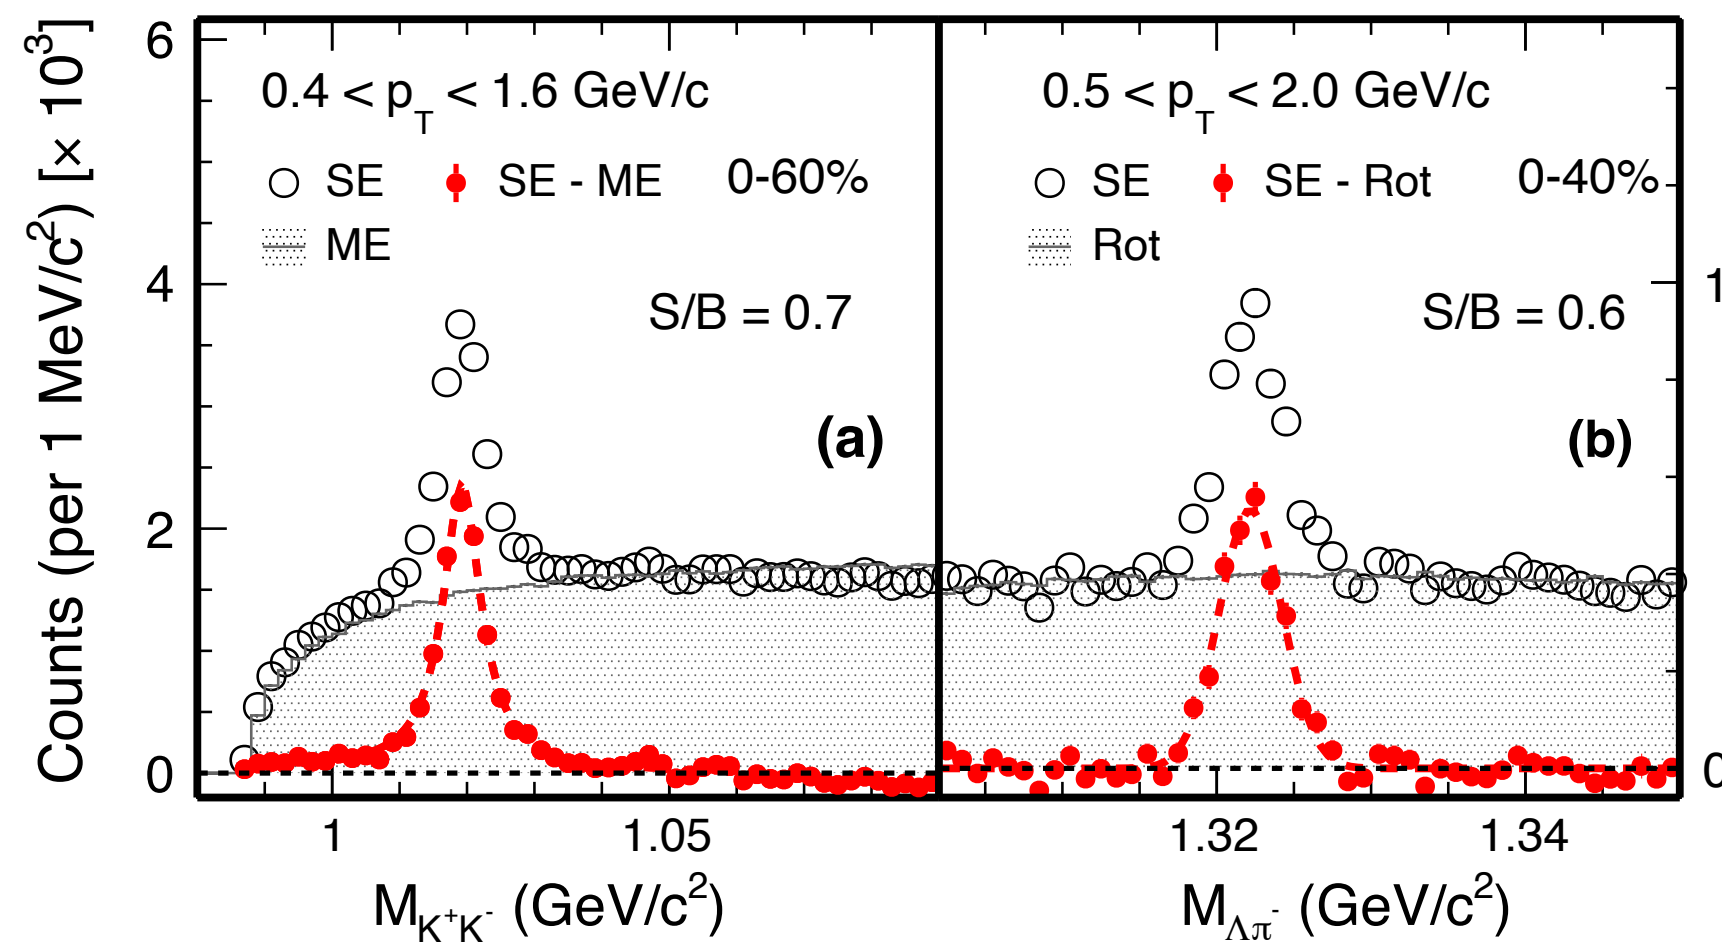 Counts (per 1 MeV/c²) [× 10³]
6
4
2
0
0.4 < p_T < 1.6 GeV/c
SE
SE - ME
0-60%
ME
S/B = 0.7
(a)
1
1.05
M_K⁺K⁻ (GeV/c²)
0.5 < p_T < 2.0 GeV/c
SE
SE - Rot
0-40%
Rot
S/B = 0.6
(b)
1.32
1.34
M_Λπ⁻ (GeV/c²)
1
0